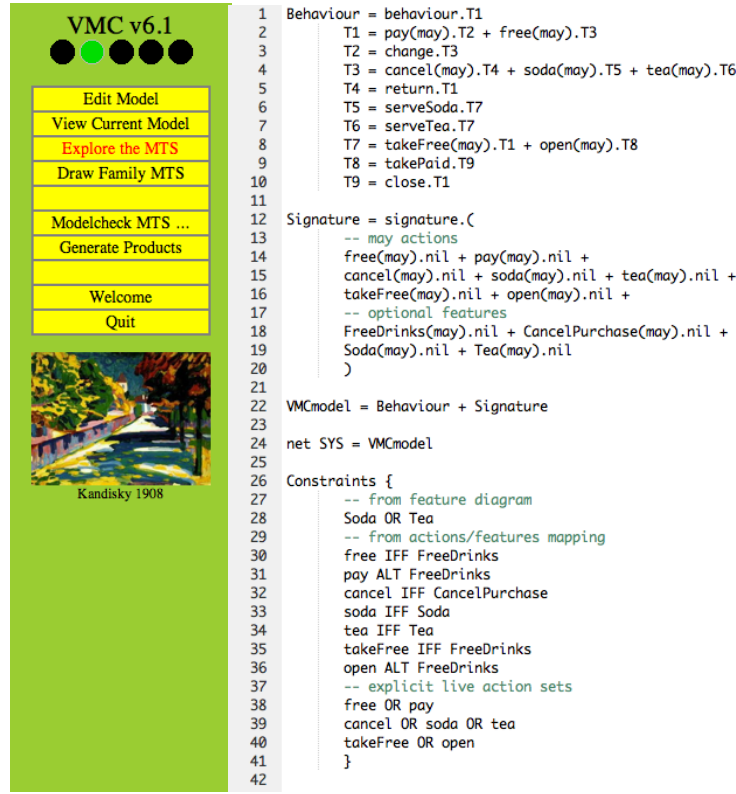 VMC v6.1
Edit Model
View Current Model
Explore the MTS
Draw Family MTS
Modelcheck MTS ...
Generate Products
Welcome
Quit
Kandisky 1908
1 Behaviour = behaviour.T1
2 T1 = pay(may).T2 + free(may).T3
3 T2 = change.T3
4 T3 = cancel(may).T4 + soda(may).T5 + tea(may).T6
5 T4 = return.T1
6 T5 = serveSoda.T7
7 T6 = serveTea.T7
8 T7 = takeFree(may).T1 + open(may).T8
9 T8 = takePaid.T9
10 T9 = close.T1
11
12 Signature = signature.(
13 -- may actions
14 free(may).nil + pay(may).nil +
15 cancel(may).nil + soda(may).nil + tea(may).nil +
16 takeFree(may).nil + open(may).nil +
17 -- optional features
18 FreeDrinks(may).nil + CancelPurchase(may).nil +
19 Soda(may).nil + Tea(may).nil
20 )
21
22 VMCmodel = Behaviour + Signature
23
24 net SYS = VMCmodel
25
26 Constraints {
27 -- from feature diagram
28 Soda OR Tea
29 -- from actions/features mapping
30 free IFF FreeDrinks
31 pay ALT FreeDrinks
32 cancel IFF CancelPurchase
33 soda IFF Soda
34 tea IFF Tea
35 takeFree IFF FreeDrinks
36 open ALT FreeDrinks
37 -- explicit live action sets
38 free OR pay
39 cancel OR soda OR tea
40 takeFree OR open
41 }
42